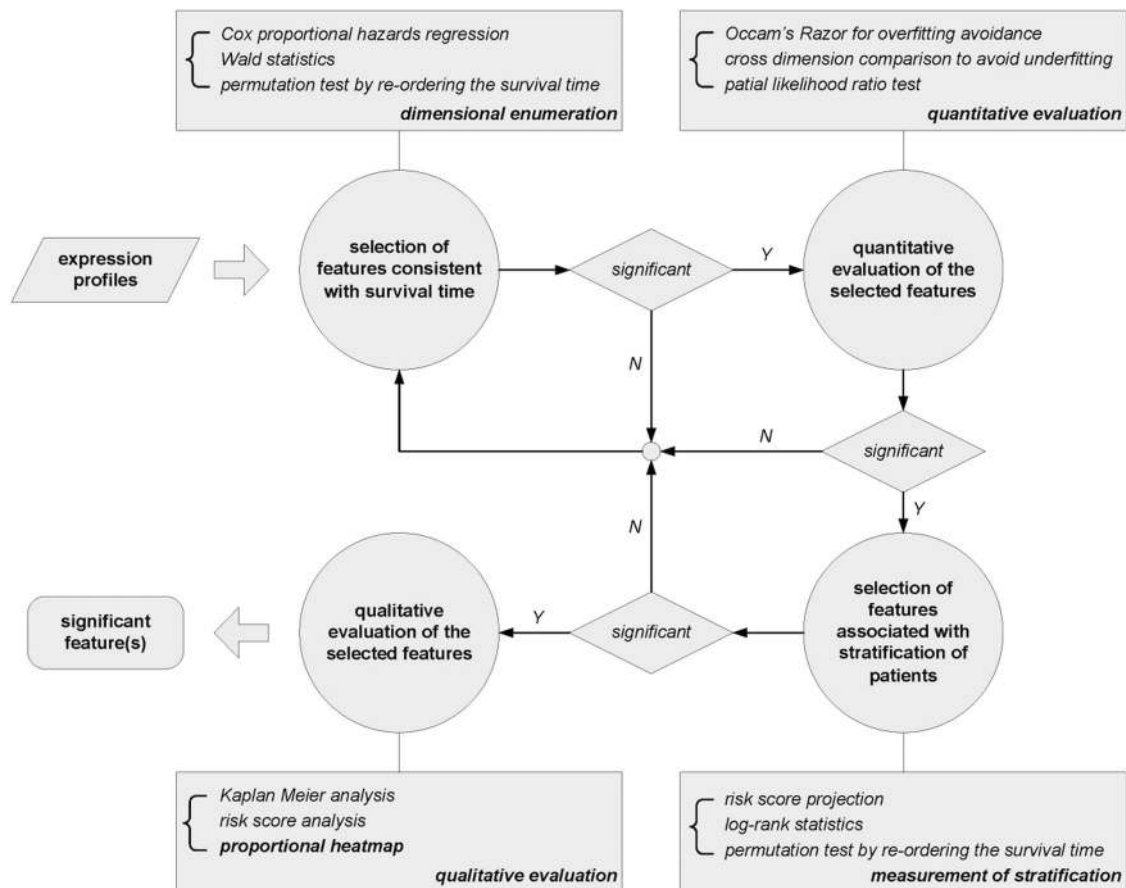 Cox proportional hazards regression
Wald statistics
permutation test by re-ordering the survival time
dimensional enumeration
Occam's Razor for overfitting avoidance
cross dimension comparison to avoid underfitting
patial likelihood ratio test
quantitative evaluation
expression
profiles
selection of
features consistent
with survival time
significant
Y
quantitative
evaluation of the
selected features
N
N
significant
Y
N
significant
feature(s)
qualitative
evaluation of the
selected features
Y
significant
selection of
features
associated with
stratification of
patients
Kaplan Meier analysis
risk score analysis
proportional heatmap
qualitative evaluation
risk score projection
log-rank statistics
permutation test by re-ordering the survival time
measurement of stratification